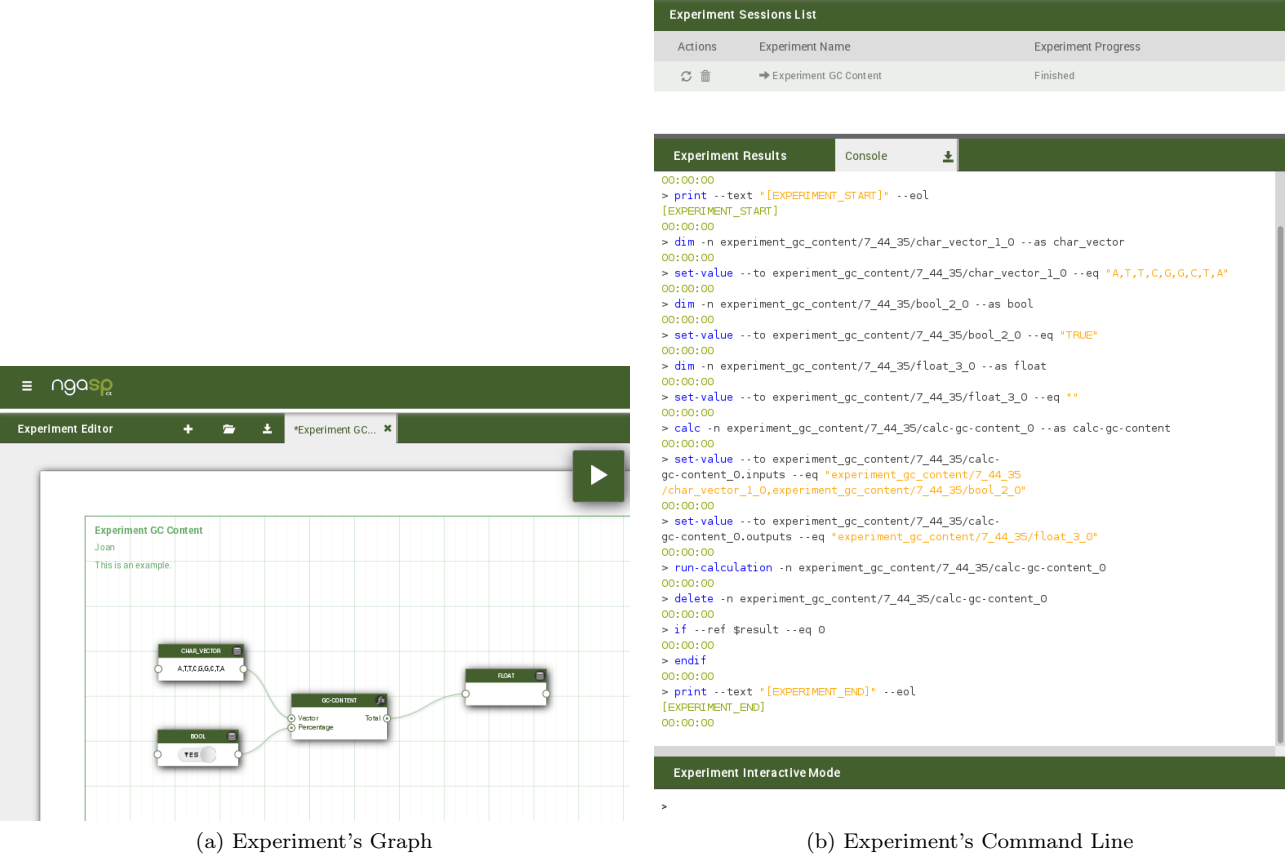 ngasp
cx
Experiment Editor
*Experiment GC...
Experiment GC Content
Joan
This is an example.
CHAR_VECTOR
A,T,T,C,G,G,C,T,A
BOOL
YES
GC-CONTENT
fx
Vector
Total
Percentage
FLOAT
(a) Experiment's Graph
Experiment Sessions List
Actions Experiment Name Experiment Progress
Experiment GC Content Finished
Experiment Results Console
00:00:00
> print --text "[EXPERIMENT_START]" --eol
[EXPERIMENT_START]
00:00:00
> dim -n experiment_gc_content/7_44_35/char_vector_1_0 --as char_vector
00:00:00
> set-value --to experiment_gc_content/7_44_35/char_vector_1_0 --eq "A,T,T,C,G,G,C,T,A"
00:00:00
> dim -n experiment_gc_content/7_44_35/bool_2_0 --as bool
00:00:00
> set-value --to experiment_gc_content/7_44_35/bool_2_0 --eq "TRUE"
00:00:00
> dim -n experiment_gc_content/7_44_35/float_3_0 --as float
00:00:00
> set-value --to experiment_gc_content/7_44_35/float_3_0 --eq ""
00:00:00
> calc -n experiment_gc_content/7_44_35/calc-gc-content_0 --as calc-gc-content
00:00:00
> set-value --to experiment_gc_content/7_44_35/calc-
gc-content_0.inputs --eq "experiment_gc_content/7_44_35
/char_vector_1_0,experiment_gc_content/7_44_35/bool_2_0"
00:00:00
> set-value --to experiment_gc_content/7_44_35/calc-
gc-content_0.outputs --eq "experiment_gc_content/7_44_35/float_3_0"
00:00:00
> run-calculation -n experiment_gc_content/7_44_35/calc-gc-content_0
00:00:00
> delete -n experiment_gc_content/7_44_35/calc-gc-content_0
00:00:00
> if --ref $result --eq 0
00:00:00
> endif
00:00:00
> print --text "[EXPERIMENT_END]" --eol
[EXPERIMENT_END]
00:00:00
Experiment Interactive Mode
>
(b) Experiment's Command Line